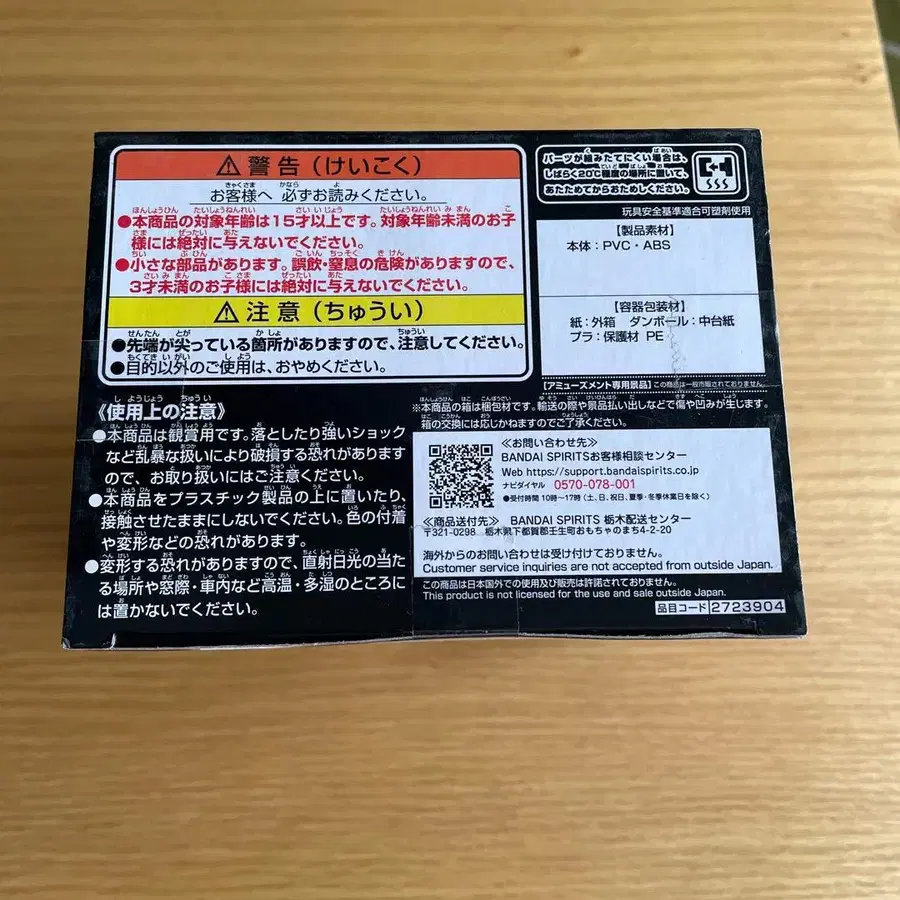 ⚠警告（けいこく）
お客様へ 必ずお読みください。
●本商品の対象年齢は15才以上です。対象年齢未満のお子
様には絶対に与えないでください。
●小さな部品があります。誤飲・窒息の危険がありますので、
3才未満のお子様には絶対に与えないでください。
⚠注意（ちゅうい）
●先端が尖っている箇所がありますので、注意してください。
●目的以外のご使用は、おやめください。
《使用上の注意》
●本商品は観賞用です。落としたり強いショック
など乱暴な扱いにより破損する恐れがあります
ので、お取り扱いにはご注意ください。
●本商品をプラスチック製品の上に置いたり、
接触させたままにしないでください。色の付着
や変形などの恐れがあります。
●変形する恐れがありますので、直射日光の当た
る場所や窓際・車内など高温・多湿のところに
は置かないでください。
パーツが組みたてにくい場合は、
しばらく20℃程度の場所に置いて、
あたためてからおためしください。
玩具安全基準適合可塑剤使用
【製品素材】
本体：PVC・ABS
【容器包装材】
紙：外箱 ダンボール：中台紙
プラ：保護材 PE
【アミューズメント専用景品】この商品は一般市販されておりません。
※本商品の箱は梱包材です。輸送の際や景品払い出しなどで傷や凹みが生じます。
箱の交換には応じかねますのでご了承ください。
≪お問い合わせ先≫
BANDAI SPIRITSお客様相談センター
Web https://support.bandaispirits.co.jp
ナビダイヤル 0570-078-001
●受付時間 10時〜17時（土、日、祝日、夏季・冬季休業日を除く）
≪商品送付先≫ BANDAI SPIRITS 栃木配送センター
〒321-0298 栃木県下都賀郡壬生町おもちゃのまち4-2-20
海外からのお問い合わせは受け付けておりません。
Customer service inquiries are not accepted from outside Japan.
この商品は日本国外での使用及び販売は許諾されておりません。
This product is not licensed for the use and sale outside Japan.
品目コード 2723904